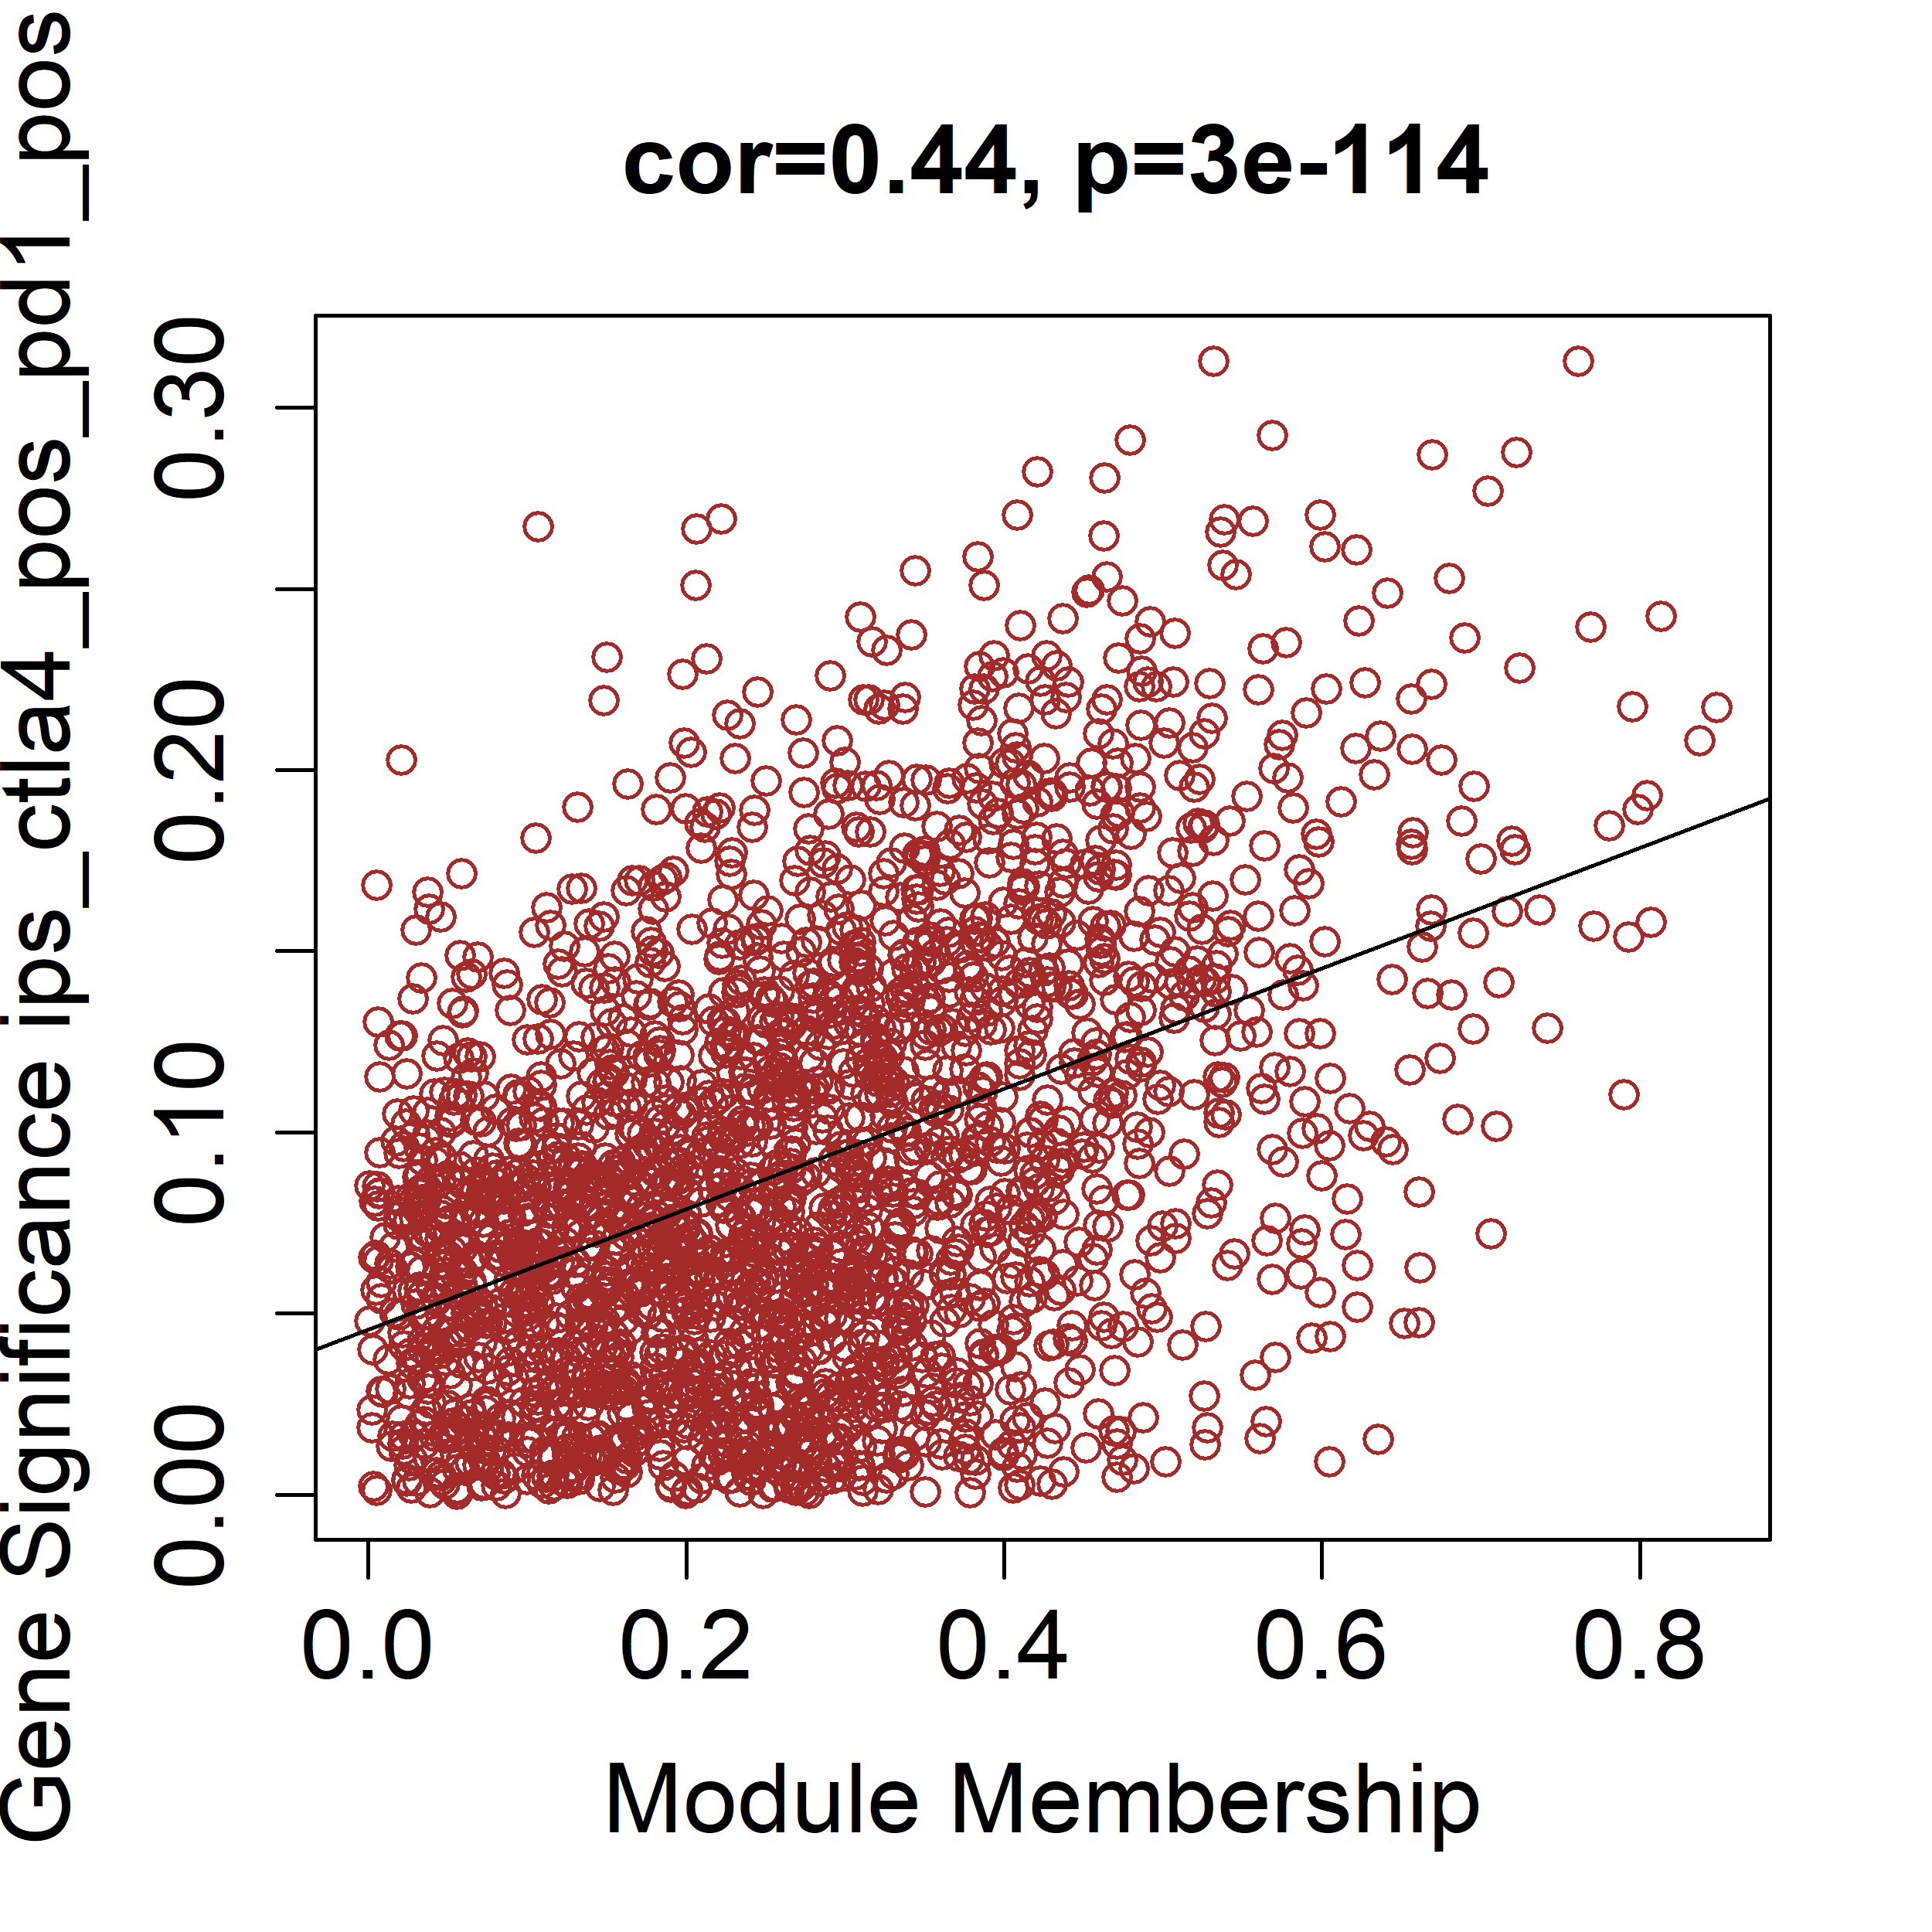 cor=0.44, p=3e-114
Gene Significance ips_ctla4_pos_pd1_pos
0.30
0.20
0.10
0.00
0.0 0.2 0.4 0.6 0.8
Module Membership